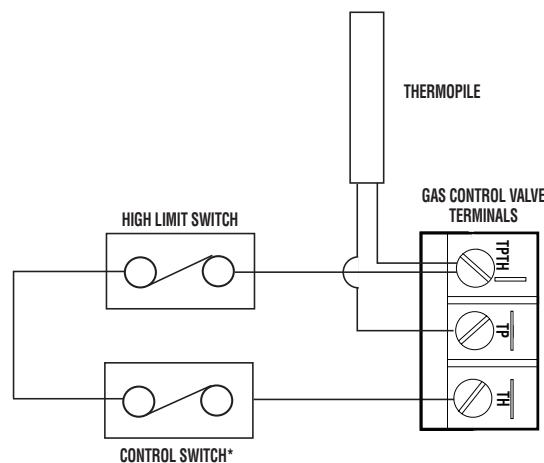 THERMOPILE
GAS CONTROL VALVE
TERMINALS
HIGH LIMIT SWITCH
TPTH
TP
TH
CONTROL SWITCH*